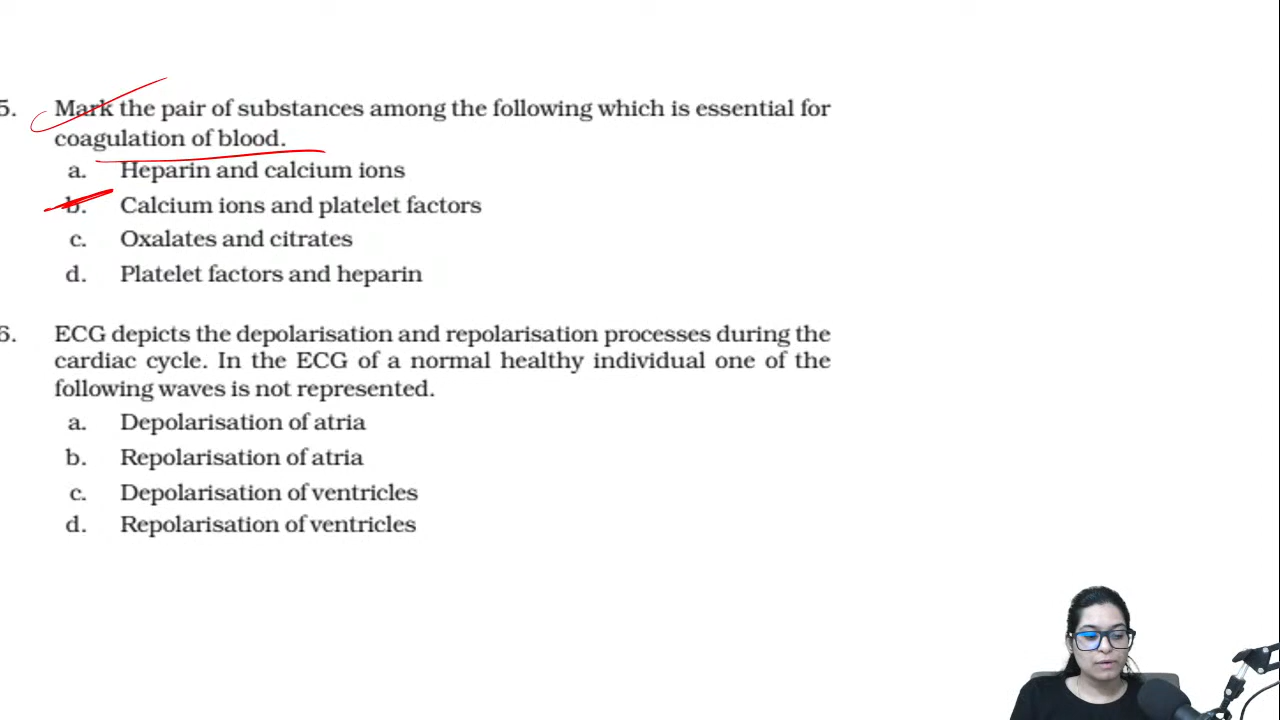 5. Mark the pair of substances among the following which is essential for
coagulation of blood.
a. Heparin and calcium ions
b. Calcium ions and platelet factors
c. Oxalates and citrates
d. Platelet factors and heparin
6. ECG depicts the depolarisation and repolarisation processes during the
cardiac cycle. In the ECG of a normal healthy individual one of the
following waves is not represented.
a. Depolarisation of atria
b. Repolarisation of atria
c. Depolarisation of ventricles
d. Repolarisation of ventricles